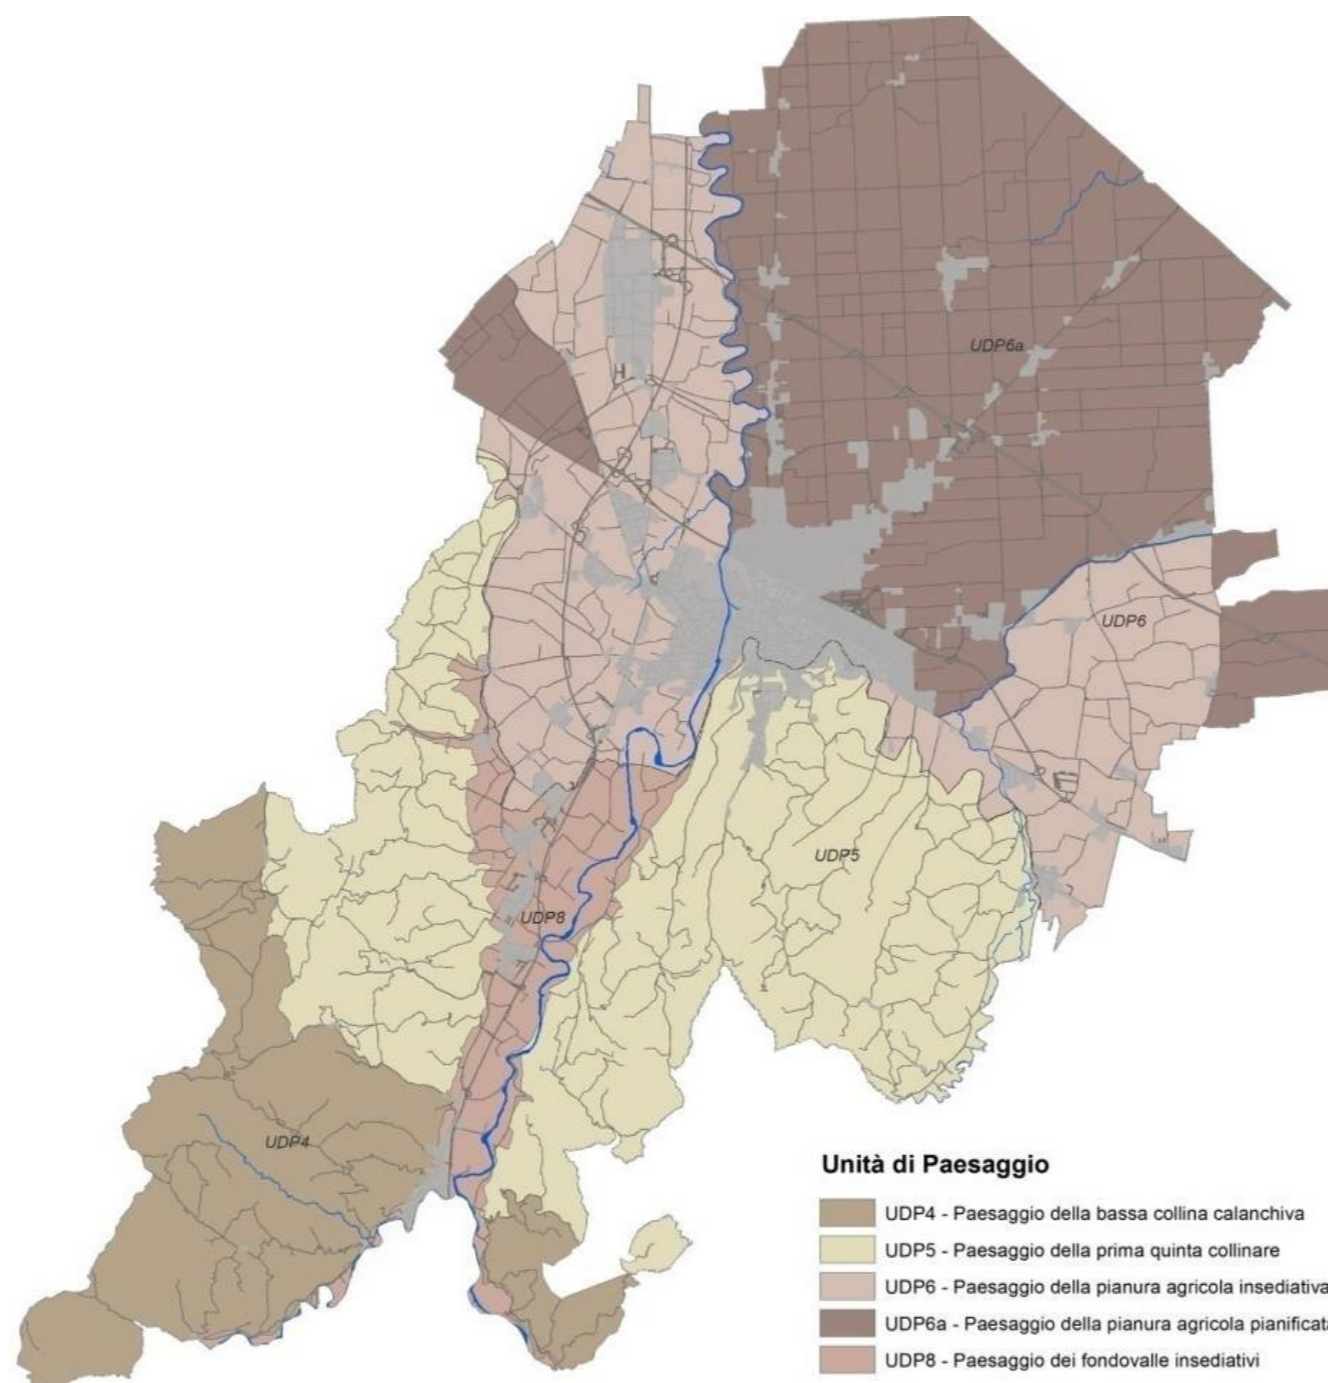 UDP6a
UDP6
UDP5
UDP8
UDP4
Unità di Paesaggio
UDP4 - Paesaggio della bassa collina calanchiva
UDP5 - Paesaggio della prima quinta collinare
UDP6 - Paesaggio della pianura agricola insediativa
UDP6a - Paesaggio della pianura agricola pianificata
UDP8 - Paesaggio dei fondovalle insediativi